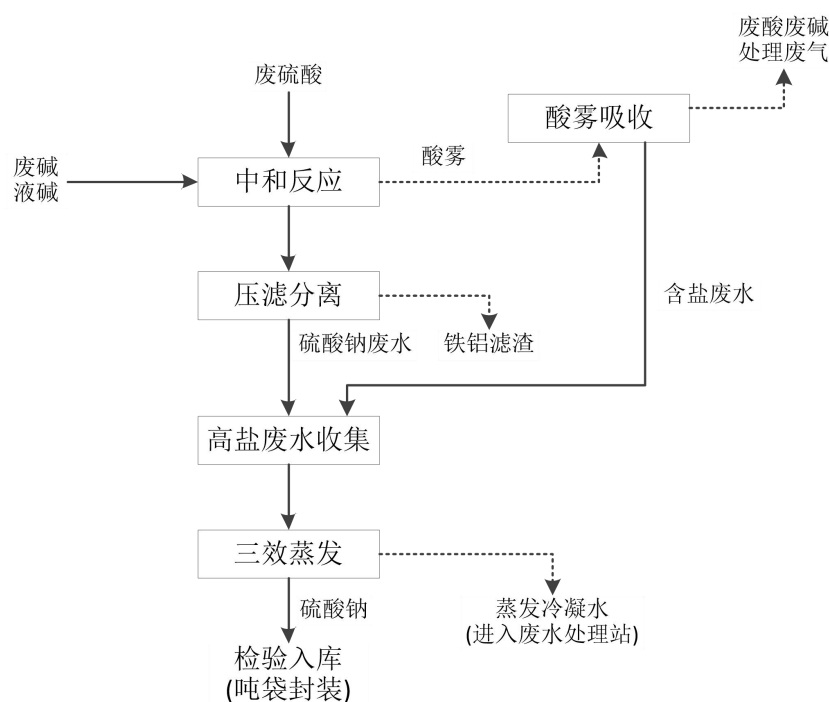 废酸废碱
处理废气
废硫酸
酸雾吸收
酸雾
废碱
液碱
中和反应
压滤分离
含盐废水
硫酸钠废水
铁铝滤渣
高盐废水收集
三效蒸发
硫酸钠
蒸发冷凝水
(进入废水处理站)
检验入库
(吨袋封装)